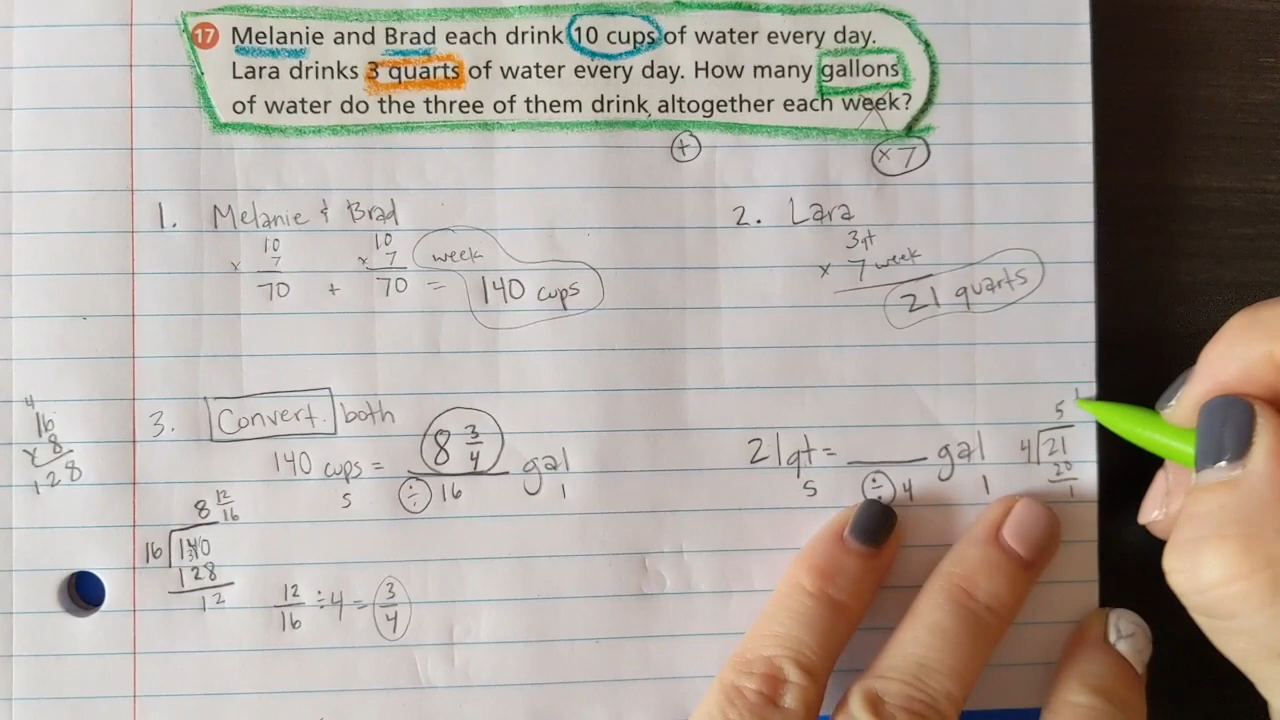 17 Melanie and Brad each drink 10 cups of water every day.
Lara drinks 3 quarts of water every day. How many gallons
of water do the three of them drink, altogether each week?
+
× 7
1. Melanie & Brad
10
× 7
70
+
10
× 7
70
= week
140 cups
2. Lara
3qt
× 7 week
21 quarts
3. Convert. both
140 cups = 8 3/4 gal
S ÷ 16 l
4
16
× 8
128
8 12/16
16 140
128
12
12/16 ÷ 4 = 3/4
21qt = ___ gal
S ÷ 4 l
5 1
4 21
20
1